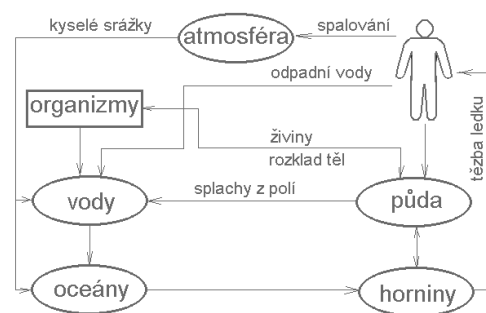 kyselé srážky
atmosféra
spalování
odpadní vody
organizmy
živiny
rozklad těl
těžba ledku
vody
splachy z polí
půda
oceány
horniny